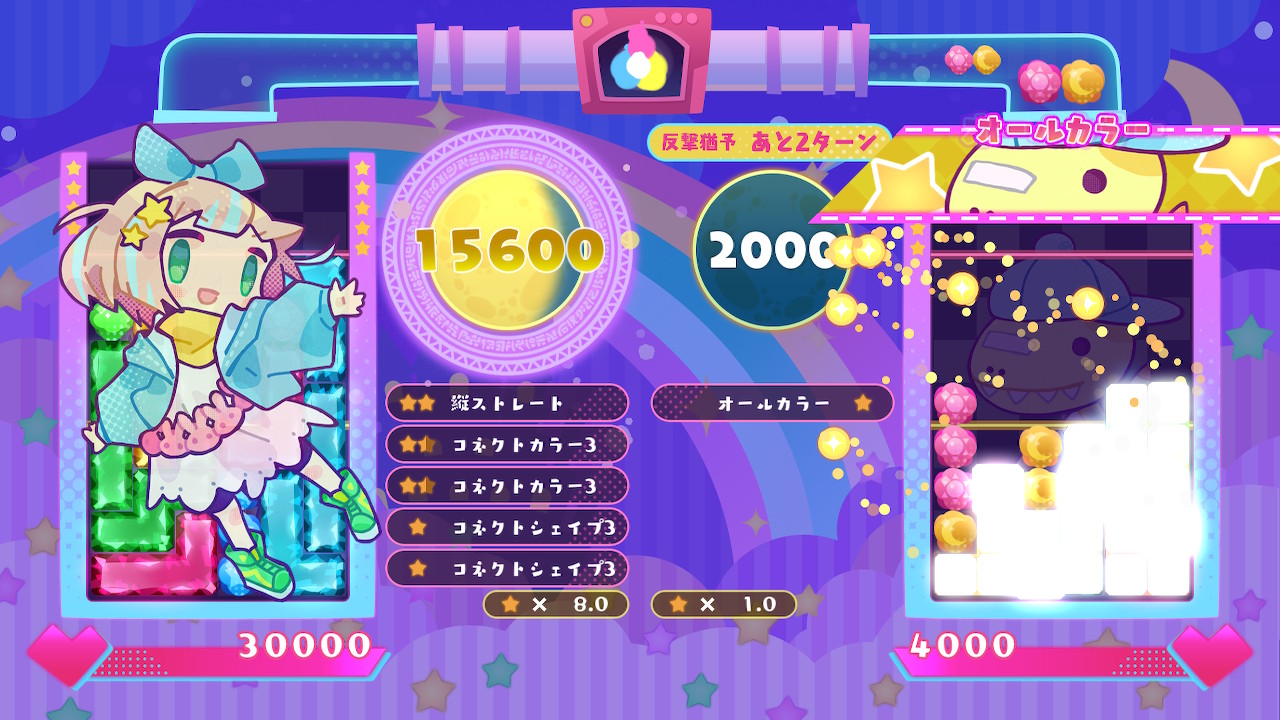 反撃猶予 あと2ターン
オールカラー
15600
2000
縦ストレート
コネクトカラー3
コネクトカラー3
コネクトシェイプ3
コネクトシェイプ3
× 8.0
オールカラー
× 1.0
30000
4000